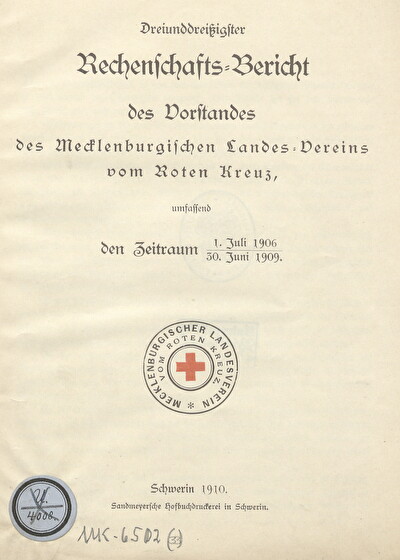 Dreiunddreißigster
Rechenschafts-Bericht
des Vorstandes
des Mecklenburgischen Landes-Vereins
vom Roten Kreuz,
umfassend
den Zeitraum 1. Juli 1906
30. Juni 1909.
MECKLENBURGISCHER LANDESVEREIN
VOM ROTEN KREUZ.
Schwerin 1910.
Sandmeyersche Hofbuchdruckerei in Schwerin.
4000
MK-6502 (33)